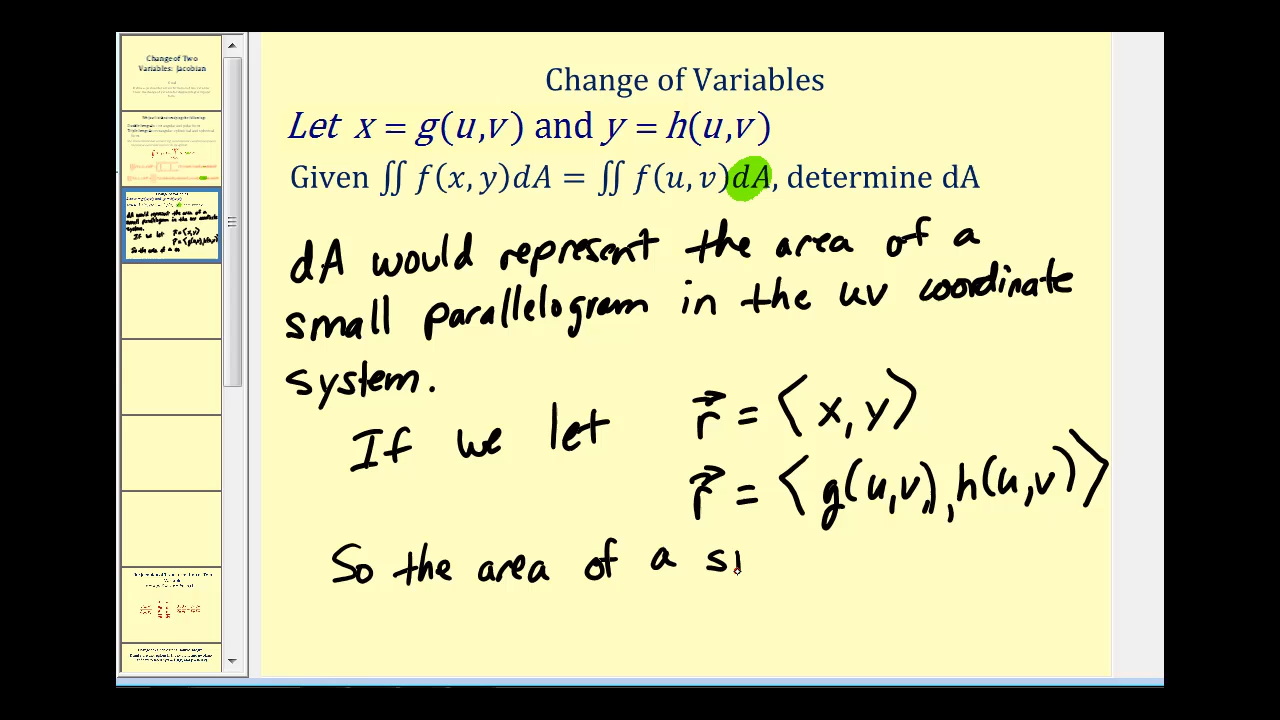 Change of Two
Variables: Jacobian
Change of Variables
Let x = g(u,v) and y = h(u,v)
Given ∬ f(x, y)dA = ∬ f(u, v)dA, determine dA
dA would represent the area of a
small parallelogram in the uv coordinate
system.
If we let r⃗ = ⟨x, y⟩
r⃗ = ⟨g(u,v), h(u,v)⟩
So the area of a